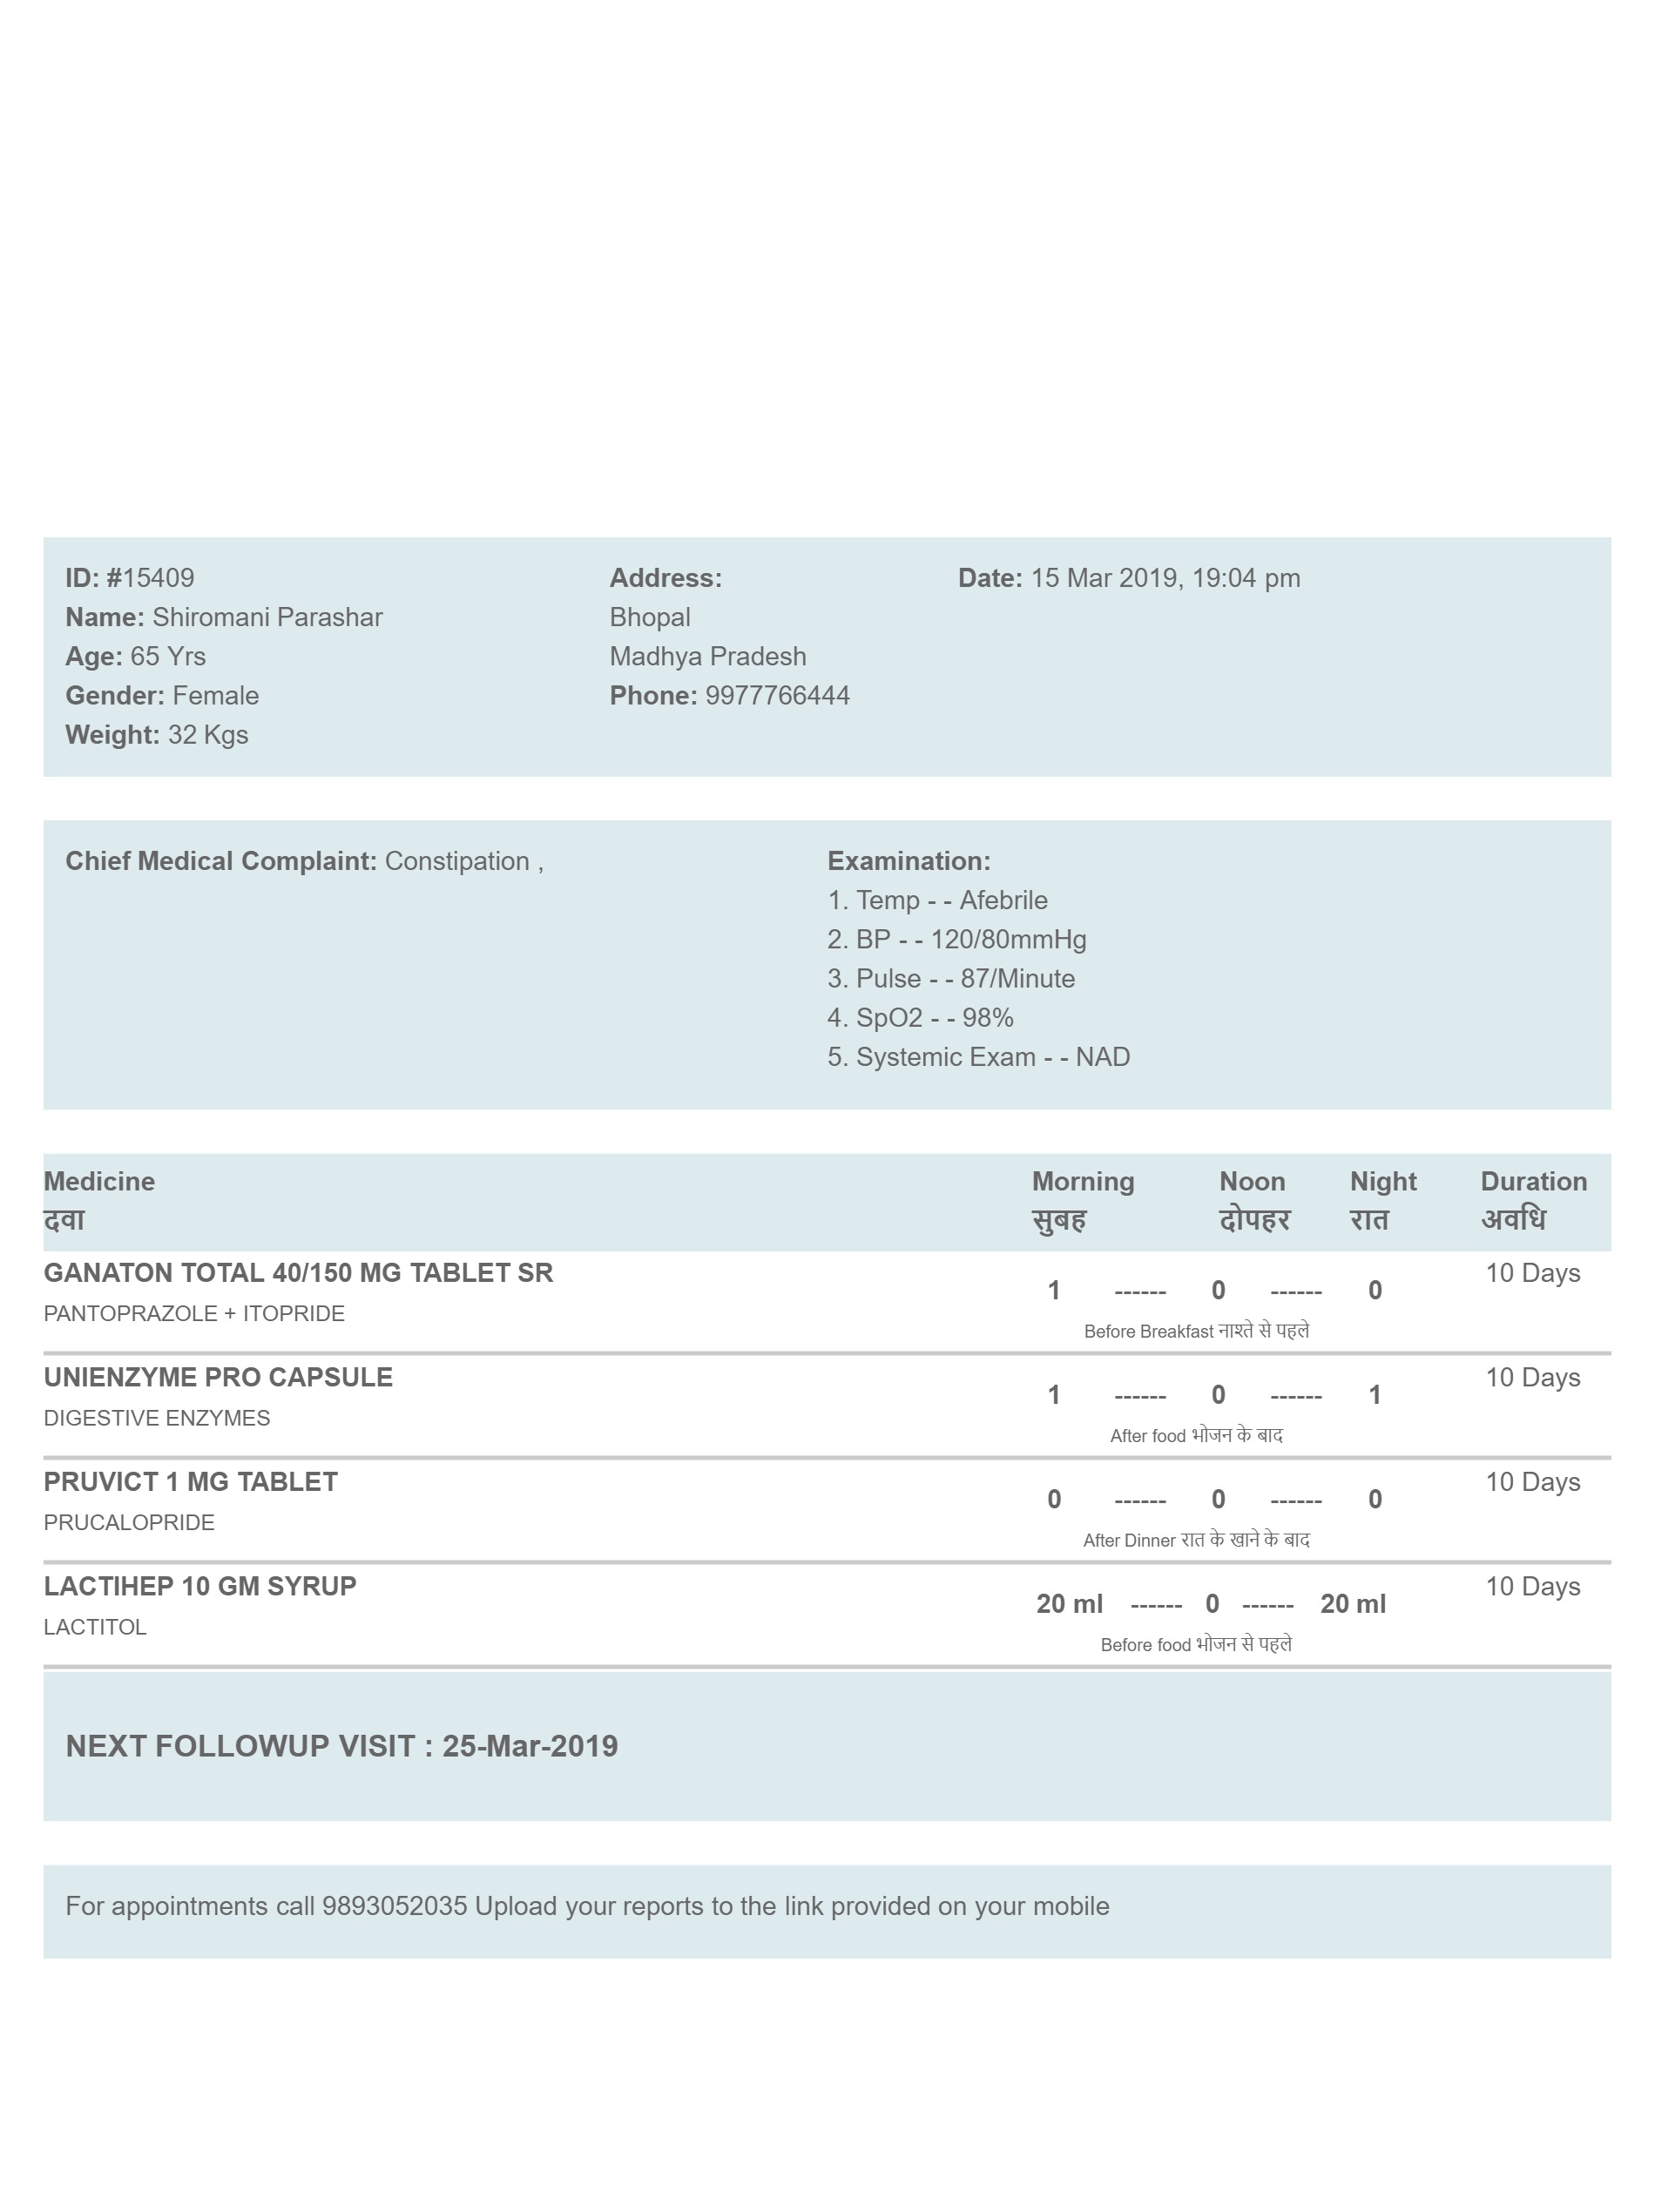 ID: #15409
Name: Shiromani Parashar
Age: 65 Yrs
Gender: Female
Weight: 32 Kgs
Address:
Bhopal
Madhya Pradesh
Phone: 9977766444
Date: 15 Mar 2019, 19:04 pm
Chief Medical Complaint: Constipation ,
Examination:
1. Temp - - Afebrile
2. BP - - 120/80mmHg
3. Pulse - - 87/Minute
4. SpO2 - - 98%
5. Systemic Exam - - NAD
Medicine Morning Noon Night Duration
दवा सुबह दोपहर रात अवधि
GANATON TOTAL 40/150 MG TABLET SR 1 ------ 0 ------ 0 10 Days
PANTOPRAZOLE + ITOPRIDE Before Breakfast नाश्ते से पहले
UNIENZYME PRO CAPSULE 1 ------ 0 ------ 1 10 Days
DIGESTIVE ENZYMES After food भोजन के बाद
PRUVICT 1 MG TABLET 0 ------ 0 ------ 0 10 Days
PRUCALOPRIDE After Dinner रात के खाने के बाद
LACTIHEP 10 GM SYRUP 20 ml ------ 0 ------ 20 ml 10 Days
LACTITOL Before food भोजन से पहले
NEXT FOLLOWUP VISIT : 25-Mar-2019
For appointments call 9893052035 Upload your reports to the link provided on your mobile